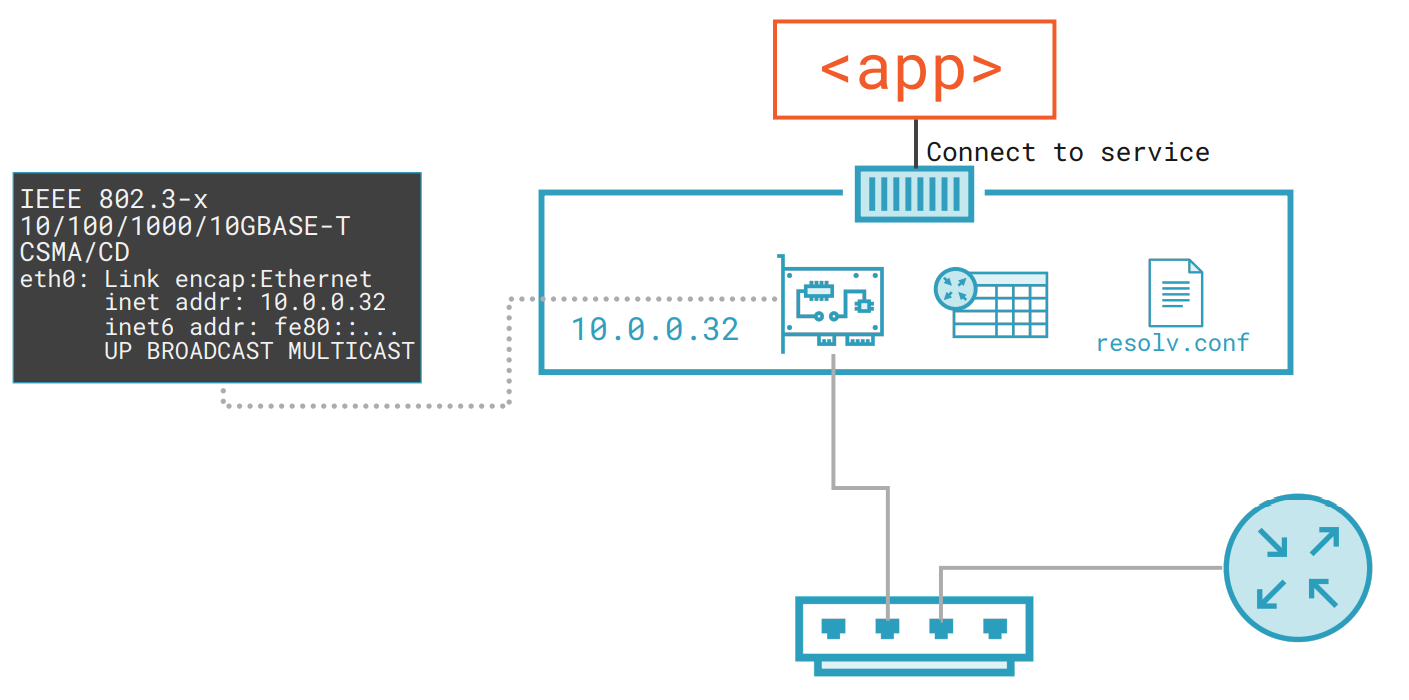 <app>
Connect to service
IEEE 802.3-x
10/100/1000/10GBASE-T
CSMA/CD
eth0: Link encap:Ethernet
inet addr: 10.0.0.32
inet6 addr: fe80::...
UP BROADCAST MULTICAST
10.0.0.32
resolv.conf